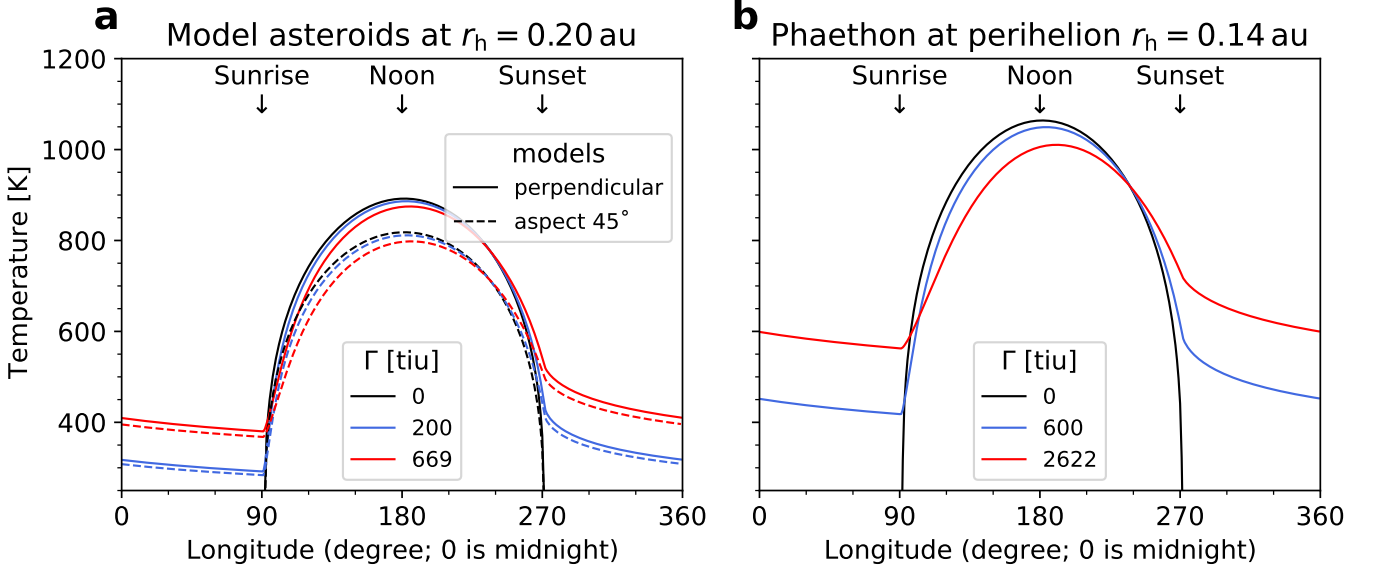 a
Model asteroids at r_h = 0.20 au
Sunrise Noon Sunset
↓ ↓ ↓
models
perpendicular
aspect 45°
Γ [tiu]
0
200
669
Temperature [K]
1200
1000
800
600
400
0 90 180 270 360
Longitude (degree; 0 is midnight)
b
Phaethon at perihelion r_h = 0.14 au
Sunrise Noon Sunset
↓ ↓ ↓
Γ [tiu]
0
600
2622
0 90 180 270 360
Longitude (degree; 0 is midnight)